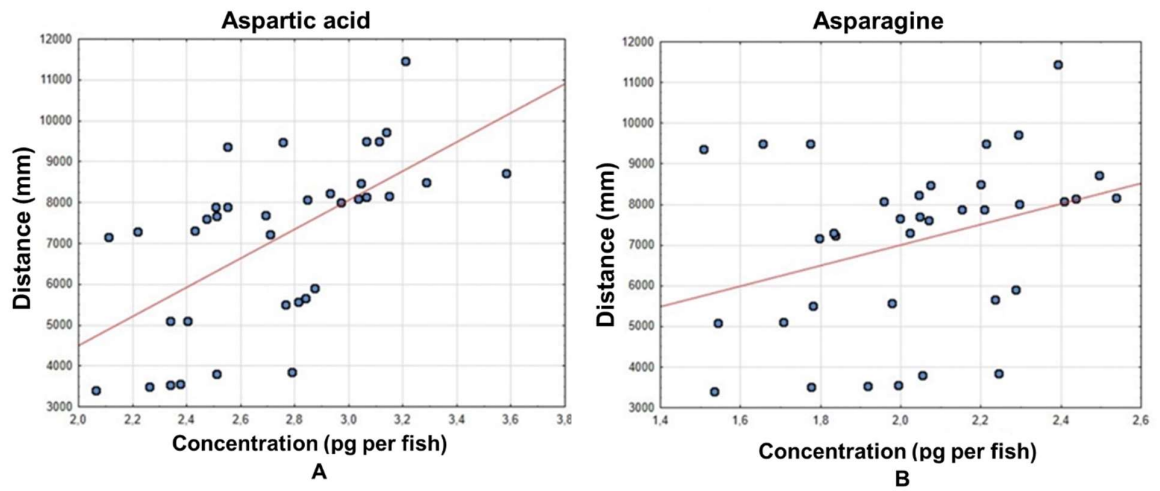 Aspartic acid
12000
11000
10000
9000
8000
7000
6000
5000
4000
3000
2,0 2,2 2,4 2,6 2,8 3,0 3,2 3,4 3,6 3,8
Distance (mm)
Concentration (pg per fish)
A
Asparagine
12000
11000
10000
9000
8000
7000
6000
5000
4000
3000
1,4 1,6 1,8 2,0 2,2 2,4 2,6
Distance (mm)
Concentration (pg per fish)
B